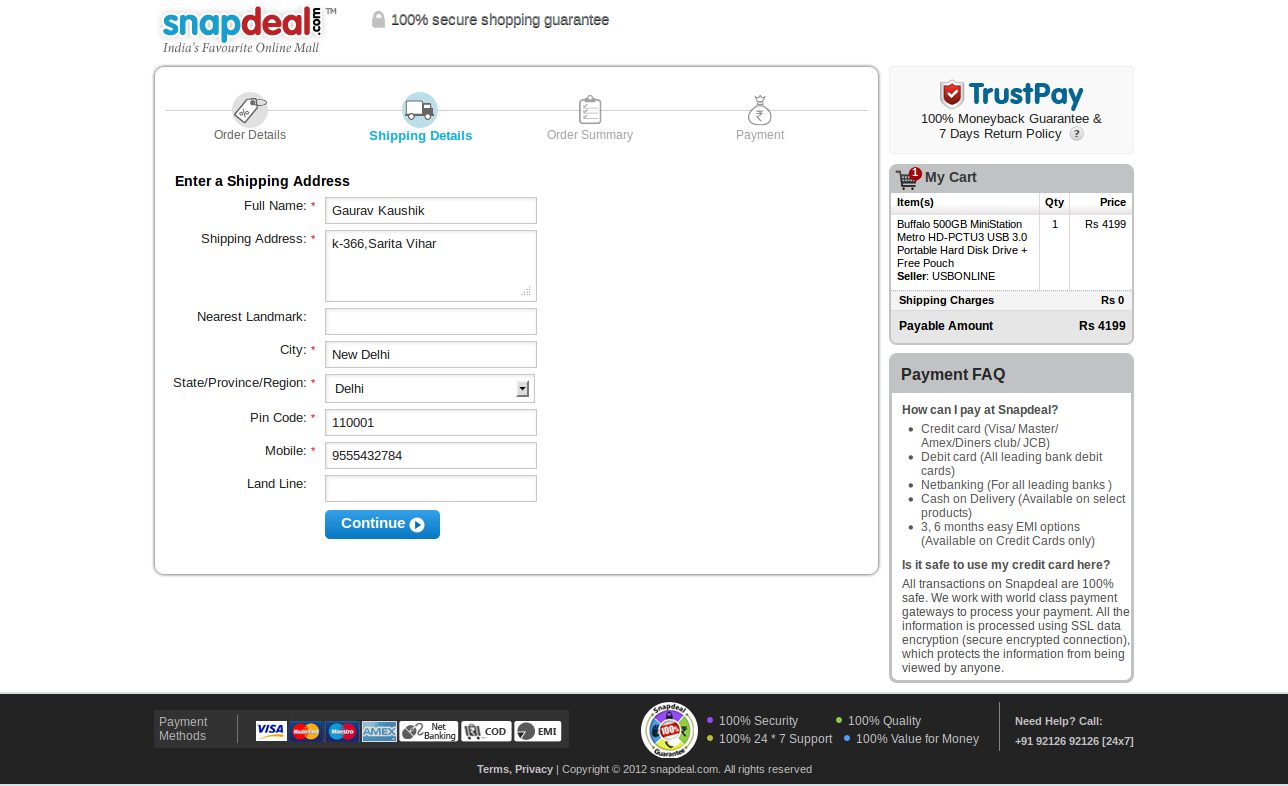 snapdeal.com TM
India's Favourite Online Mall
100% secure shopping guarantee
Order Details
Shipping Details
Order Summary
Payment
Enter a Shipping Address
Full Name: * Gaurav Kaushik
Shipping Address: * k-366,Sarita Vihar
Nearest Landmark:
City: * New Delhi
State/Province/Region: * Delhi
Pin Code: * 110001
Mobile: * 9555432784
Land Line:
Continue
TrustPay
100% Moneyback Guarantee &
7 Days Return Policy ?
1 My Cart
Item(s) Qty Price
Buffalo 500GB MiniStation 1 Rs 4199
Metro HD-PCTU3 USB 3.0
Portable Hard Disk Drive +
Free Pouch
Seller: USBONLINE
Shipping Charges Rs 0
Payable Amount Rs 4199
Payment FAQ
How can I pay at Snapdeal?
• Credit card (Visa/ Master/
Amex/Diners club/ JCB)
• Debit card (All leading bank debit
cards)
• Netbanking (For all leading banks )
• Cash on Delivery (Available on select
products)
• 3, 6 months easy EMI options
(Available on Credit Cards only)
Is it safe to use my credit card here?
All transactions on Snapdeal are 100%
safe. We work with world class payment
gateways to process your payment. All the
information is processed using SSL data
encryption (secure encrypted connection),
which protects the information from being
viewed by anyone.
Payment
Methods
VISA MasterCard Maestro AMEX Net Banking COD EMI
Snapdeal 100% Guarantee
• 100% Security • 100% Quality
• 100% 24 * 7 Support • 100% Value for Money
Need Help? Call:
+91 92126 92126 [24x7]
Terms, Privacy | Copyright © 2012 snapdeal.com. All rights reserved